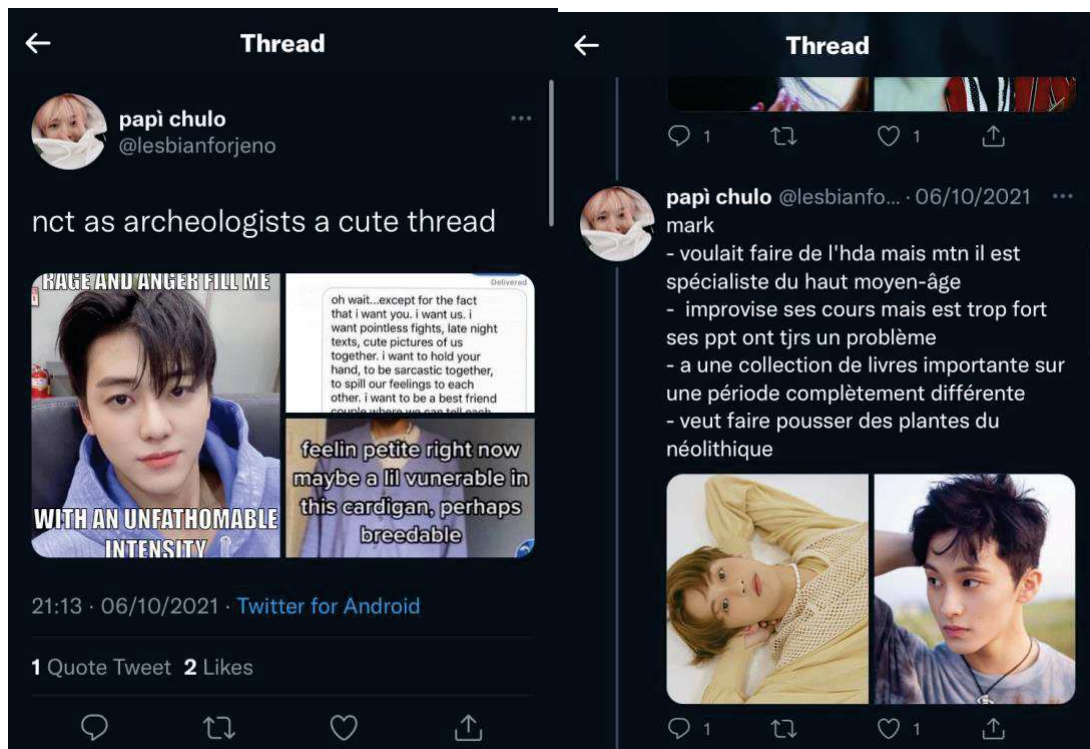 Thread
papì chulo
@lesbianforjeno
nct as archeologists a cute thread
RAGE AND ANGER FILL ME
WITH AN UNFATHOMABLE
INTENSITY
Delivered
oh wait...except for the fact
that i want you. i want us. i
want pointless fights, late night
texts, cute pictures of us
together. i want to hold your
hand, to be sarcastic together,
to spill our feelings to each
other. i want to be a best friend
couple where we can tell each
feelin petite right now
maybe a lil vunerable in
this cardigan, perhaps
breedable
21:13 · 06/10/2021 · Twitter for Android
1 Quote Tweet 2 Likes
Thread
1 1
papì chulo @lesbianfo... · 06/10/2021
mark
- voulait faire de l'hda mais mtn il est
spécialiste du haut moyen-âge
- improvise ses cours mais est trop fort
ses ppt ont tjrs un problème
- a une collection de livres importante sur
une période complètement différente
- veut faire pousser des plantes du
néolithique
1 1